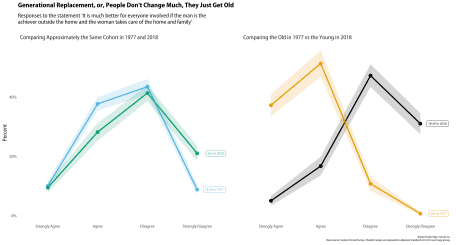 Generational Replacement, or, People Don't Change Much, They Just Get Old
Responses to the statement 'It is much better for everyone involved if the man is the
achiever outside the home and the woman takes care of the home and family'
Comparing Approximately the Same Cohort in 1977 and 2018
Comparing the Old in 1977 vs the Young in 2018
Percent
40%
20%
0%
Strongly Agree
Agree
Disagree
Strongly Disagree
Strongly Agree
Agree
Disagree
Strongly Disagree